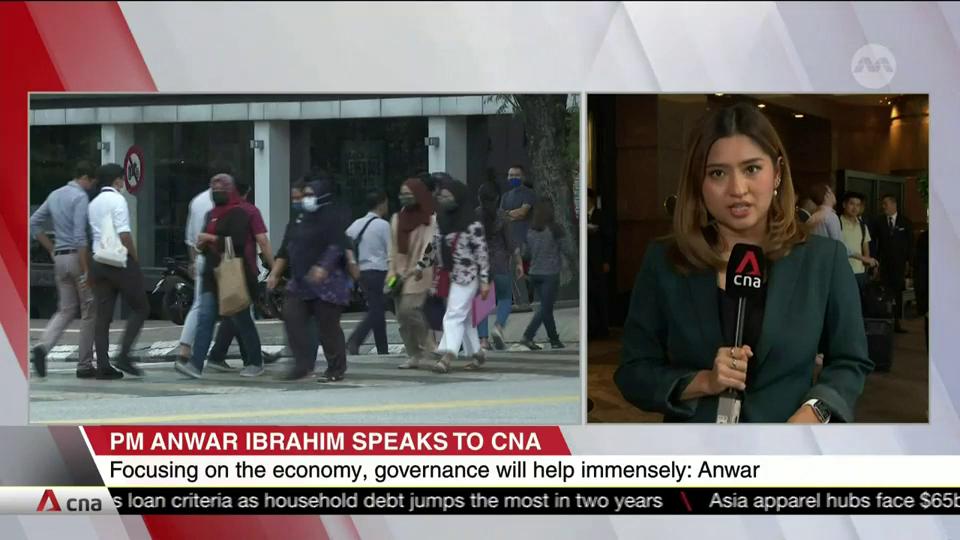 PM ANWAR IBRAHIM SPEAKS TO CNA
Focusing on the economy, governance will help immensely: Anwar
cna
cna s loan criteria as household debt jumps the most in two years \ Asia apparel hubs face $65b